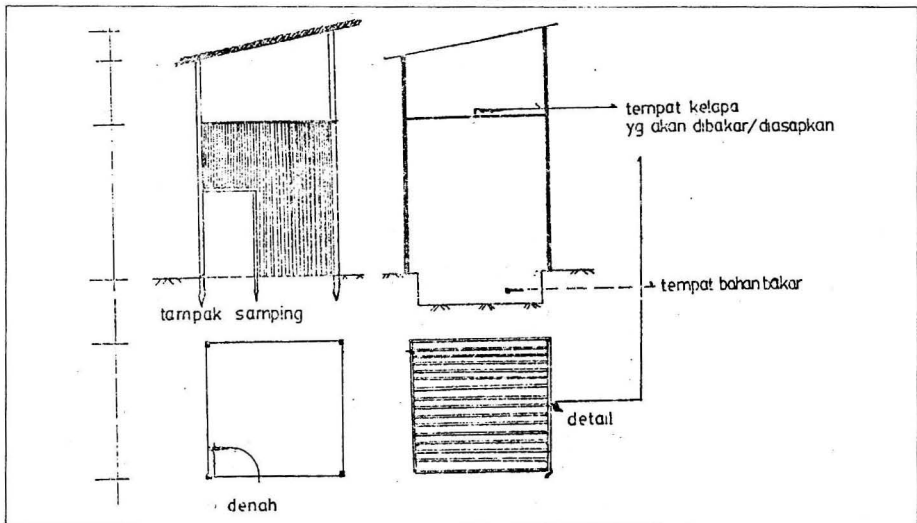 tempat kelapa
yg akan dibakar/diasapkan
tempat bahan bakar
tampak samping
detail
denah